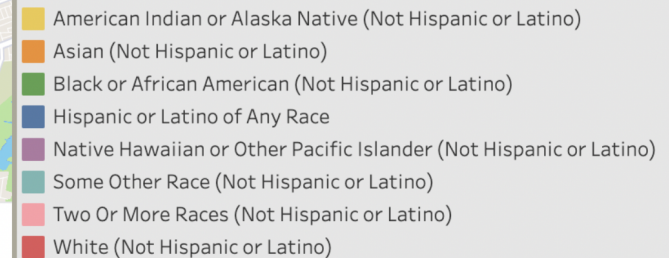 American Indian or Alaska Native (Not Hispanic or Latino)
Asian (Not Hispanic or Latino)
Black or African American (Not Hispanic or Latino)
Hispanic or Latino of Any Race
Native Hawaiian or Other Pacific Islander (Not Hispanic or Latino)
Some Other Race (Not Hispanic or Latino)
Two Or More Races (Not Hispanic or Latino)
White (Not Hispanic or Latino)